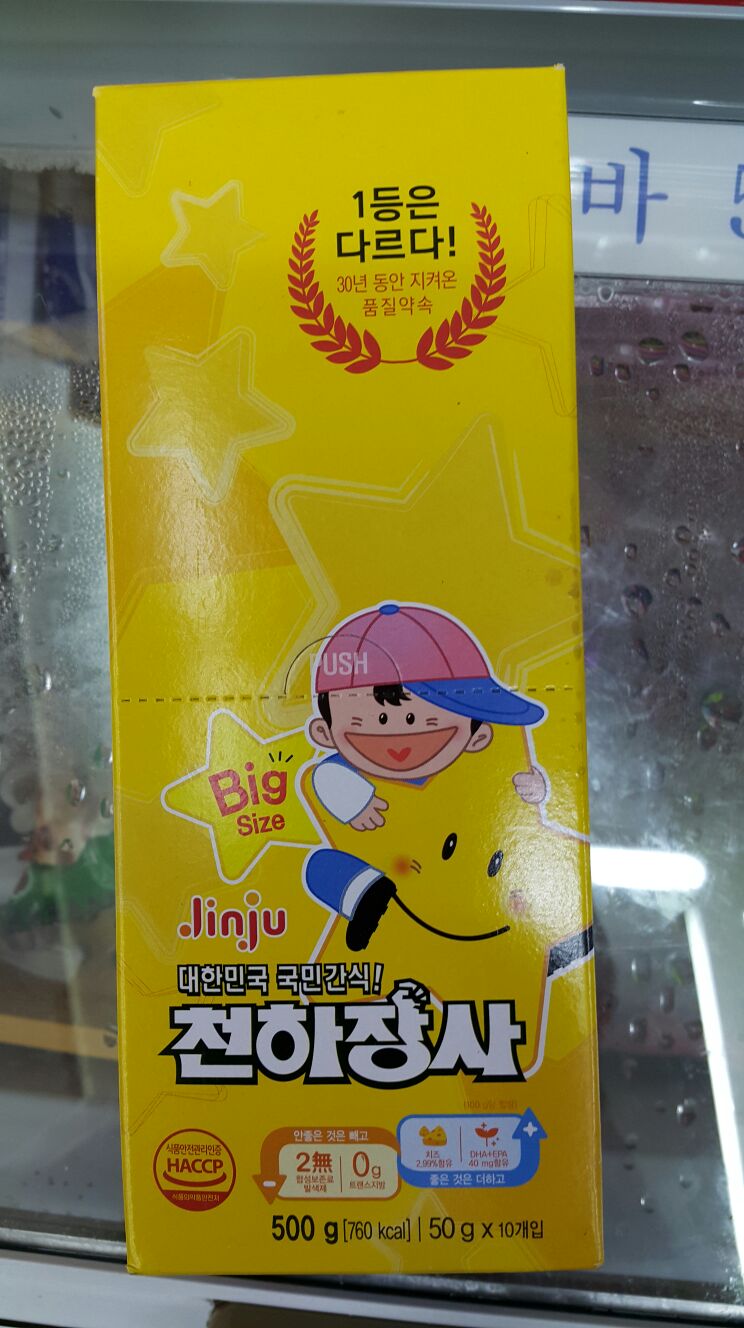 1등은
다르다!
30년 동안 지켜온
품질약속
바
PUSH
Big
Size
Jinju
대한민국 국민간식!
천하장사
식품안전관리인증
HACCP
식품의약품안전처
안좋은 것은 빼고
2無
합성보존료
발색제
0g
트랜스지방
치즈
2.99%함유
DHA+EPA
40 mg함유
좋은 것은 더하고
500 g [760 kcal] | 50 g x 10개입